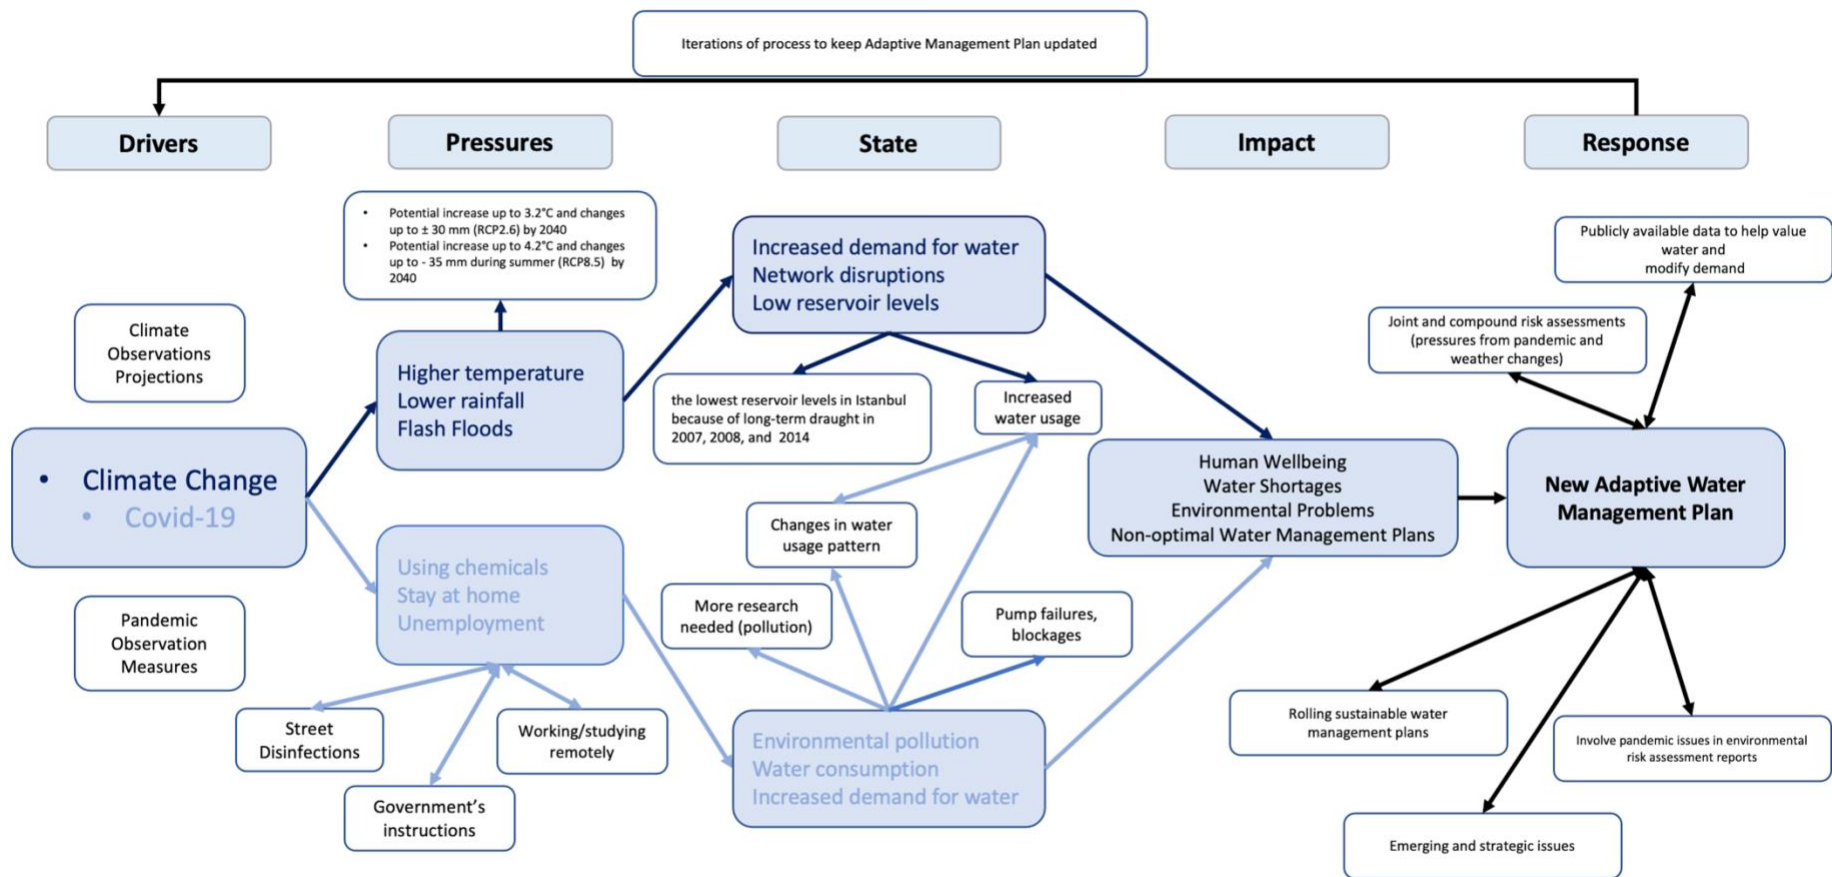 Iterations of process to keep Adaptive Management Plan updated
Drivers
Pressures
State
Impact
Response
• Potential increase up to 3.2°C and changes
up to ± 30 mm (RCP2.6) by 2040
• Potential increase up to 4.2°C and changes
up to - 35 mm during summer (RCP8.5) by
2040
Climate
Observations
Projections
• Climate Change
• Covid-19
Pandemic
Observation
Measures
Higher temperature
Lower rainfall
Flash Floods
Using chemicals
Stay at home
Unemployment
Street
Disinfections
Government's
instructions
Working/studying
remotely
Increased demand for water
Network disruptions
Low reservoir levels
the lowest reservoir levels in Istanbul
because of long-term draught in
2007, 2008, and 2014
Increased
water usage
Changes in water
usage pattern
More research
needed (pollution)
Pump failures,
blockages
Environmental pollution
Water consumption
Increased demand for water
Human Wellbeing
Water Shortages
Environmental Problems
Non-optimal Water Management Plans
Publicly available data to help value
water and
modify demand
Joint and compound risk assessments
(pressures from pandemic and
weather changes)
New Adaptive Water
Management Plan
Rolling sustainable water
management plans
Involve pandemic issues in environmental
risk assessment reports
Emerging and strategic issues